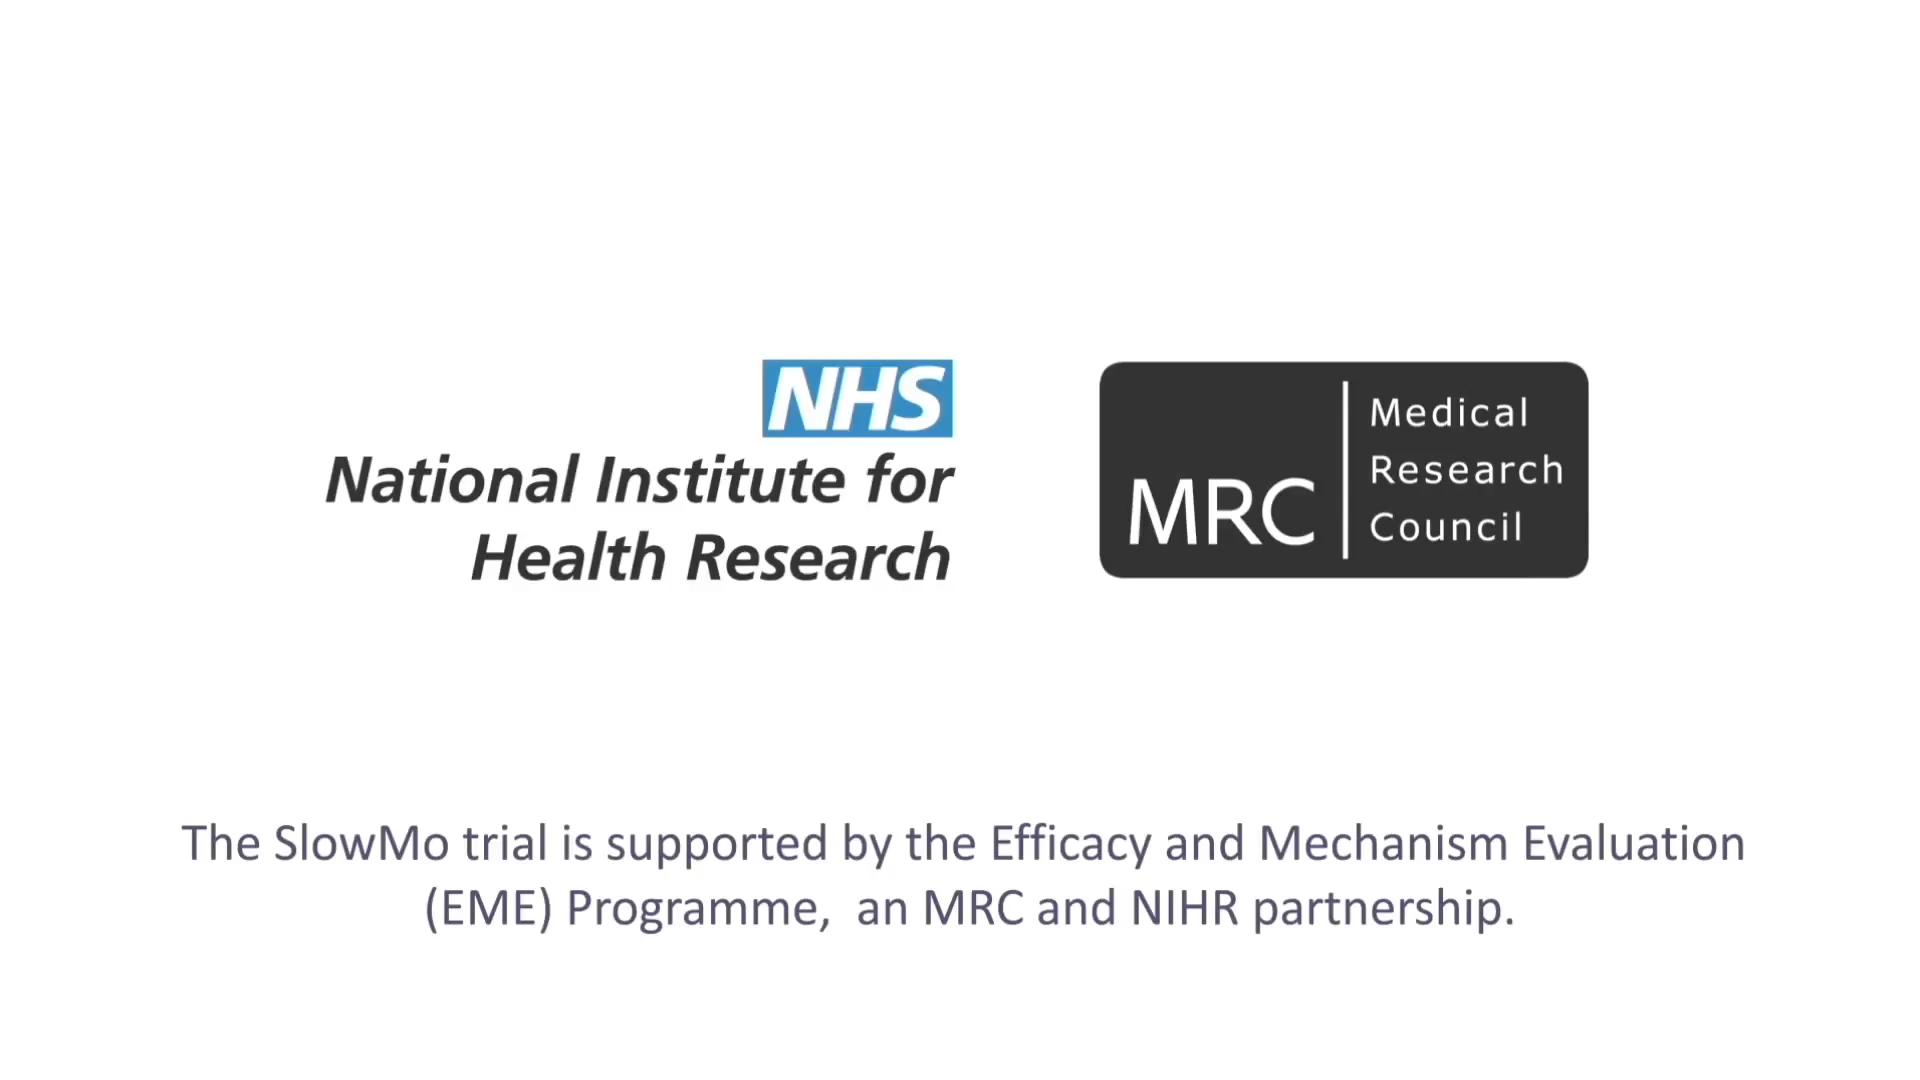 NHS
National Institute for
Health Research
MRC
Medical
Research
Council
The SlowMo trial is supported by the Efficacy and Mechanism Evaluation
(EME) Programme,  an MRC and NIHR partnership.